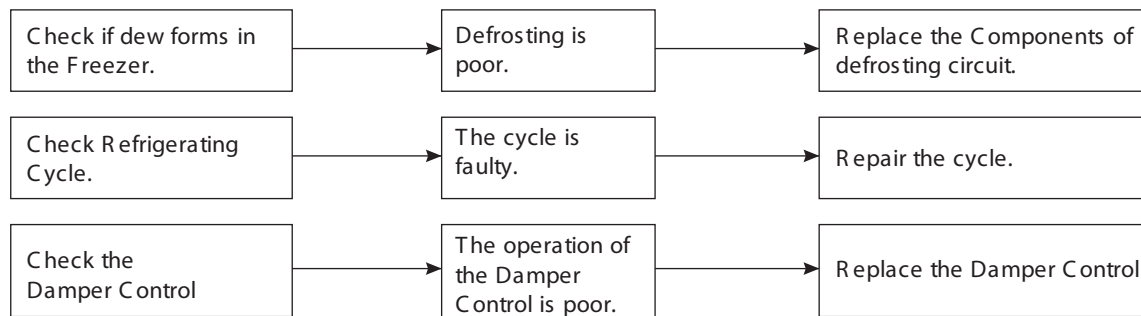 Check if dew forms in
the Freezer.
Defrosting is
poor.
Replace the Components of
defrosting circuit.
Check Refrigerating
Cycle.
The cycle is
faulty.
Repair the cycle.
Check the
Damper Control
The operation of
the Damper
Control is poor.
Replace the Damper Control